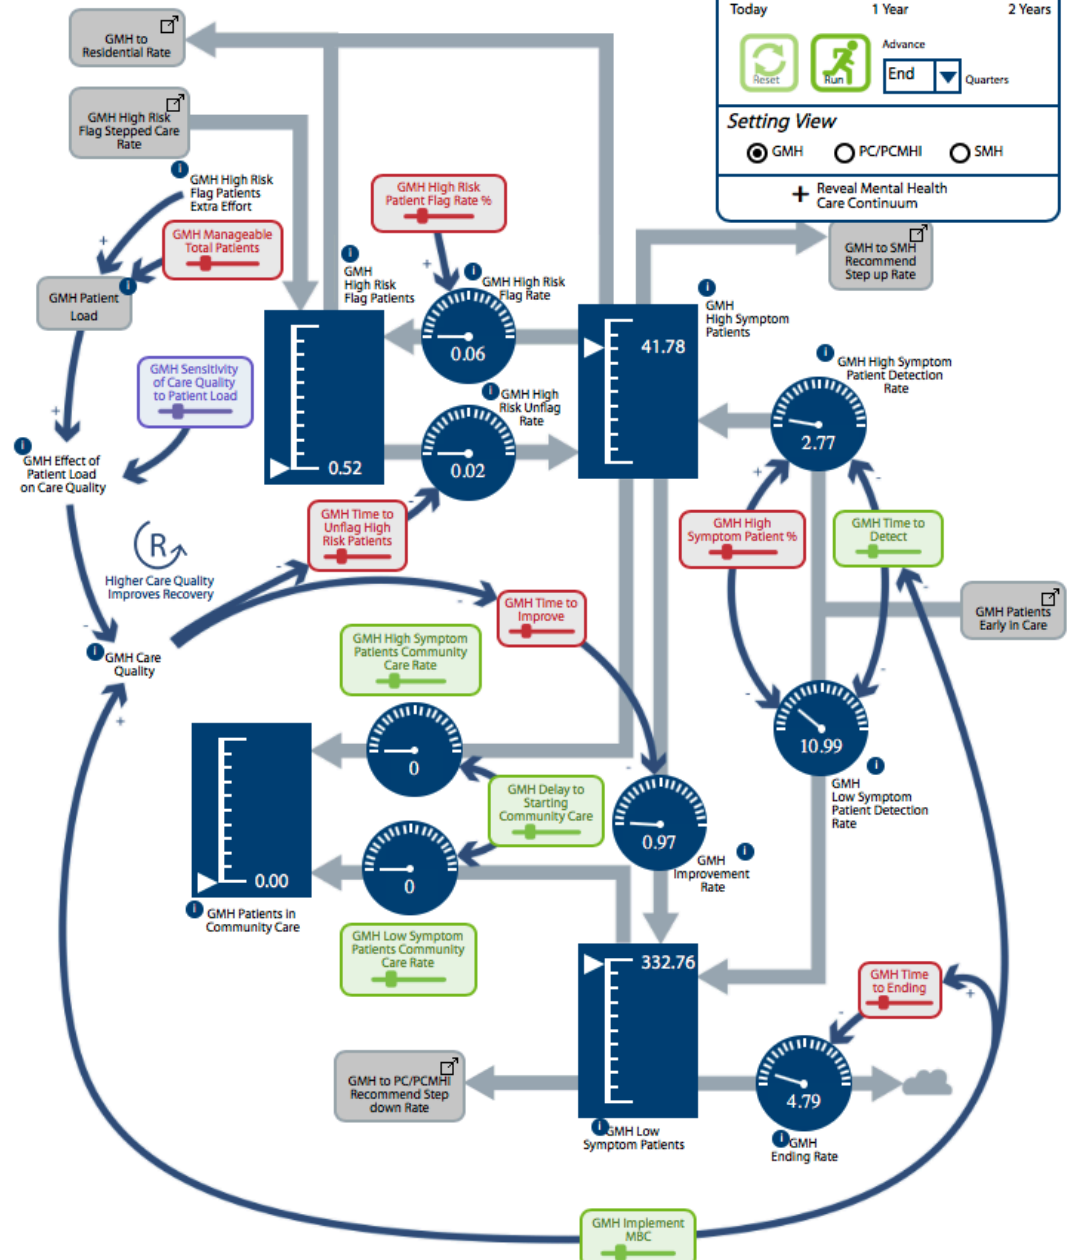 Today 1 Year 2 Years
Advance
Reset
Run
End
Quarters
Setting View
GMH PC/PCMHI SMH
+ Reveal Mental Health
Care Continuum
GMH to
Residential Rate
GMH High Risk
Flag Stepped Care
Rate
i
GMH High Risk
Flag Patients
Extra Effort
+
GMH Manageable
Total Patients
i
GMH Patient
Load
GMH Sensitivity
of Care Quality
to Patient Load
+
i
GMH Effect of
Patient Load
on Care Quality
R
Higher Care Quality
Improves Recovery
-
i
GMH Care
Quality
+
GMH High Risk
Patient Flag Rate %
+
i
GMH
High Risk
Flag Patients
0.52
i
GMH High Risk
Flag Rate
0.06
i
GMH High
Risk Unflag
Rate
0.02
-
GMH Time to
Unflag High
Risk Patients
-
-
GMH Time to
Improve
GMH to SMH
Recommend
Step up Rate
i
GMH
High Symptom
Patients
41.78
i
GMH High Symptom
Patient Detection
Rate
2.77
+ -
GMH High
Symptom Patient %
GMH Time to
Detect
-
GMH Patients
Early in Care
- -
10.99
i
GMH
Low Symptom
Patient Detection
Rate
GMH High Symptom
Patients Community
Care Rate
0
GMH Delay to
Starting
Community Care
0
0.00
i
GMH Patients in
Community Care
GMH Low Symptom
Patients Community
Care Rate
-
0.97
i
GMH
Improvement
Rate
332.76
GMH Time
to Ending
+
-
4.79
i
GMH
Ending Rate
GMH to PC/PCMHI
Recommend Step
down Rate
i
GMH Low
Symptom Patients
GMH Implement
MBC